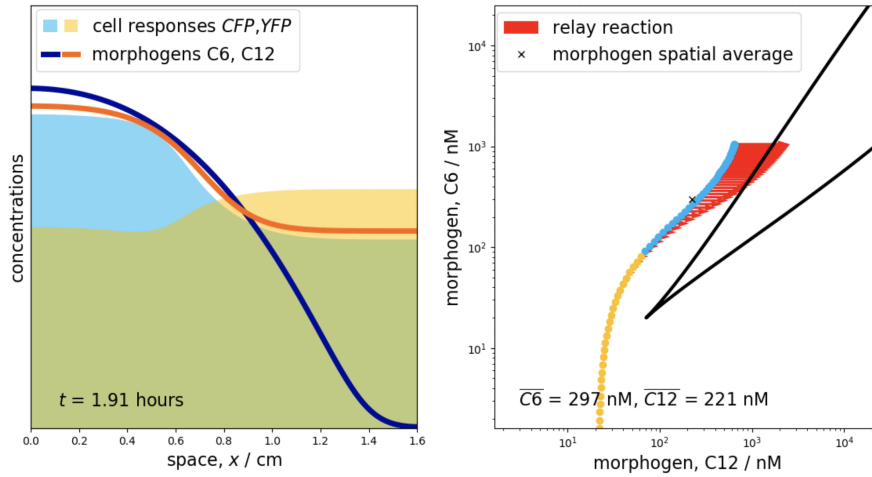 cell responses CFP,YFP
morphogens C6, C12
concentrations
t = 1.91 hours
0.0 0.2 0.4 0.6 0.8 1.0 1.2 1.4 1.6
space, x / cm
relay reaction
morphogen spatial average
morphogen, C6 / nM
10⁴
10³
10²
10¹
C6 = 297 nM, C12 = 221 nM
10¹ 10² 10³ 10⁴
morphogen, C12 / nM